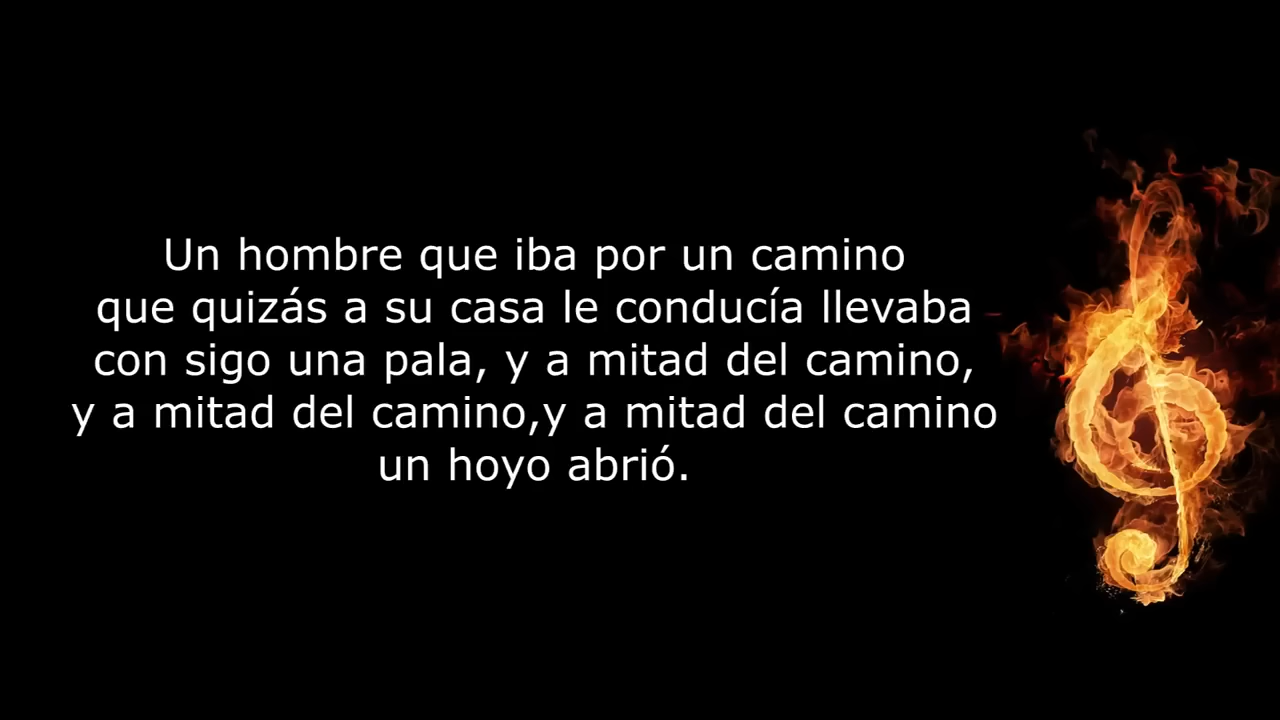 Un hombre que iba por un camino
que quizás a su casa le conducía llevaba
con sigo una pala, y a mitad del camino,
y a mitad del camino,y a mitad del camino
un hoyo abrió.